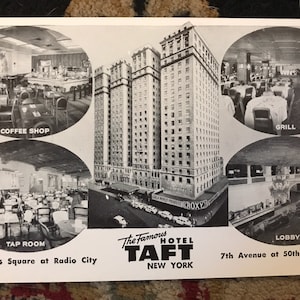 COFFEE SHOP
GRILL
ROXY
TAP ROOM
LOBBY
The Famous
HOTEL
TAFT
NEW YORK
Square at Radio City
7th Avenue at 50th